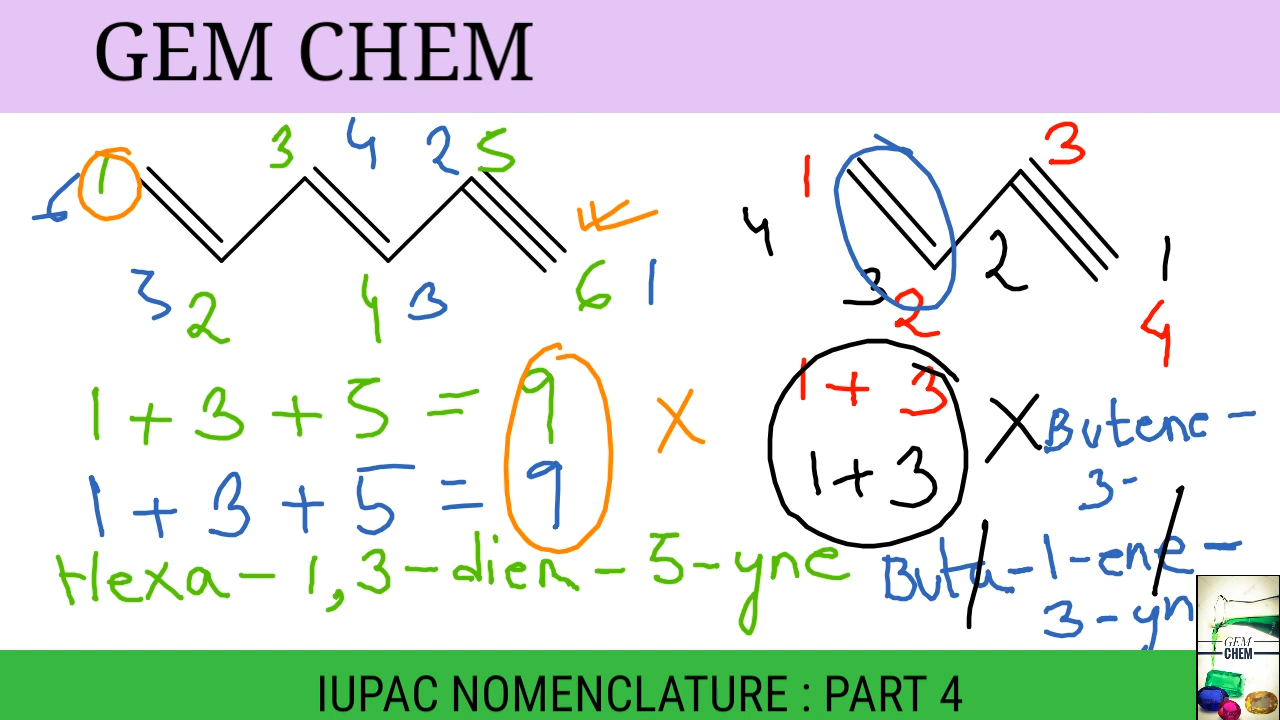 GEM CHEM
3 4 2 5
1
6
3 2 4 3 6 1
1 3
4 2 1
3 2 4
1 + 3 + 5 = 9 X
1 + 3 + 5 = 9
Hexa - 1,3 - dien - 5 - yne
1 + 3
1 + 3
X Butene -
3-
Buta - 1 - ene -
3 - yn
GEM
CHEM
IUPAC NOMENCLATURE : PART 4